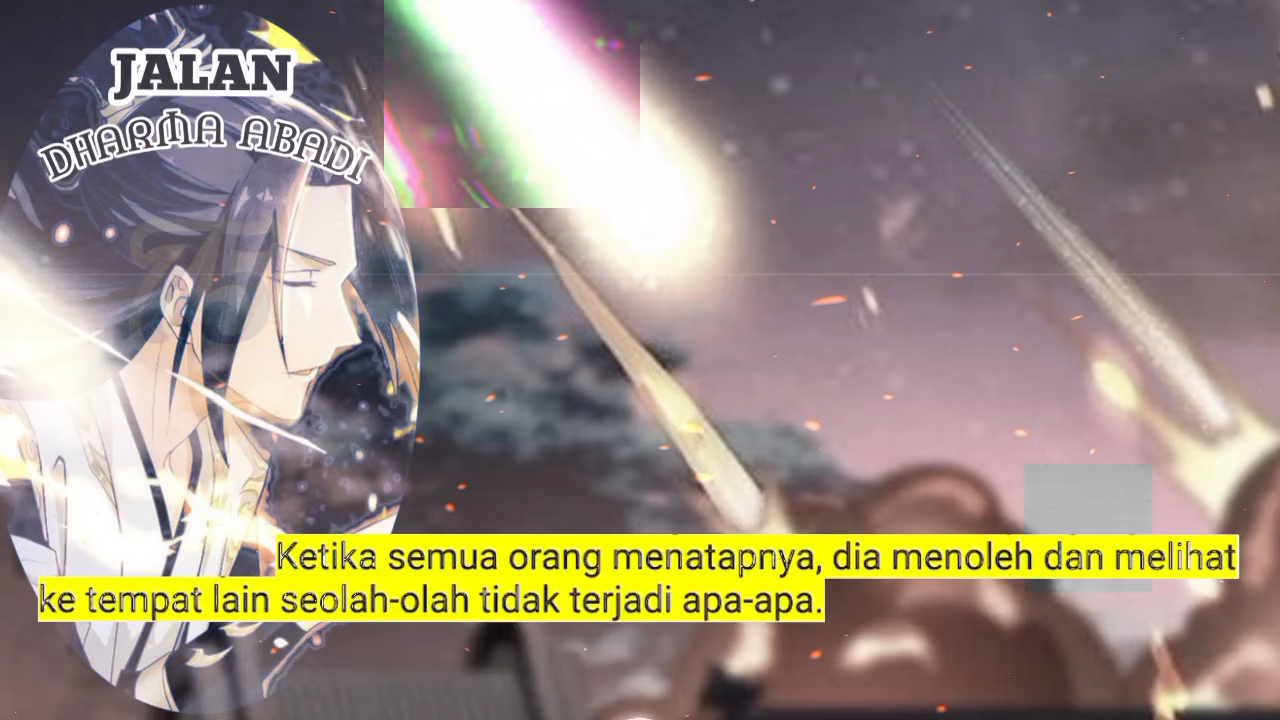 JALAN
DHARMA ABADI
Ketika semua orang menatapnya, dia menoleh dan melihat
ke tempat lain seolah-olah tidak terjadi apa-apa.